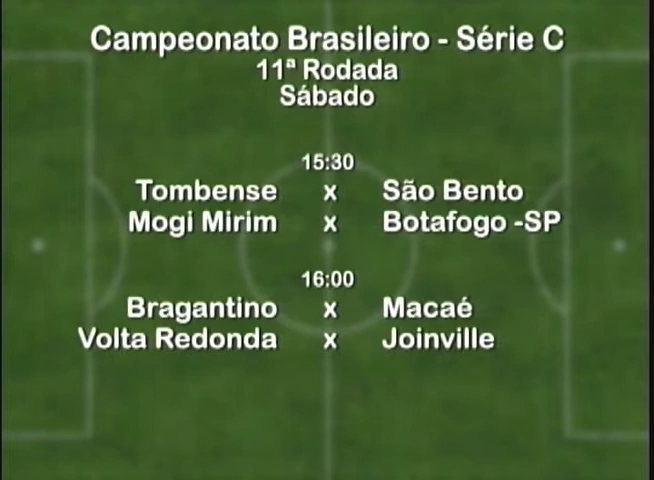 Campeonato Brasileiro - Série C
11ª Rodada
Sábado
15:30
Tombense x São Bento
Mogi Mirim x Botafogo -SP
16:00
Bragantino x Macaé
Volta Redonda x Joinville